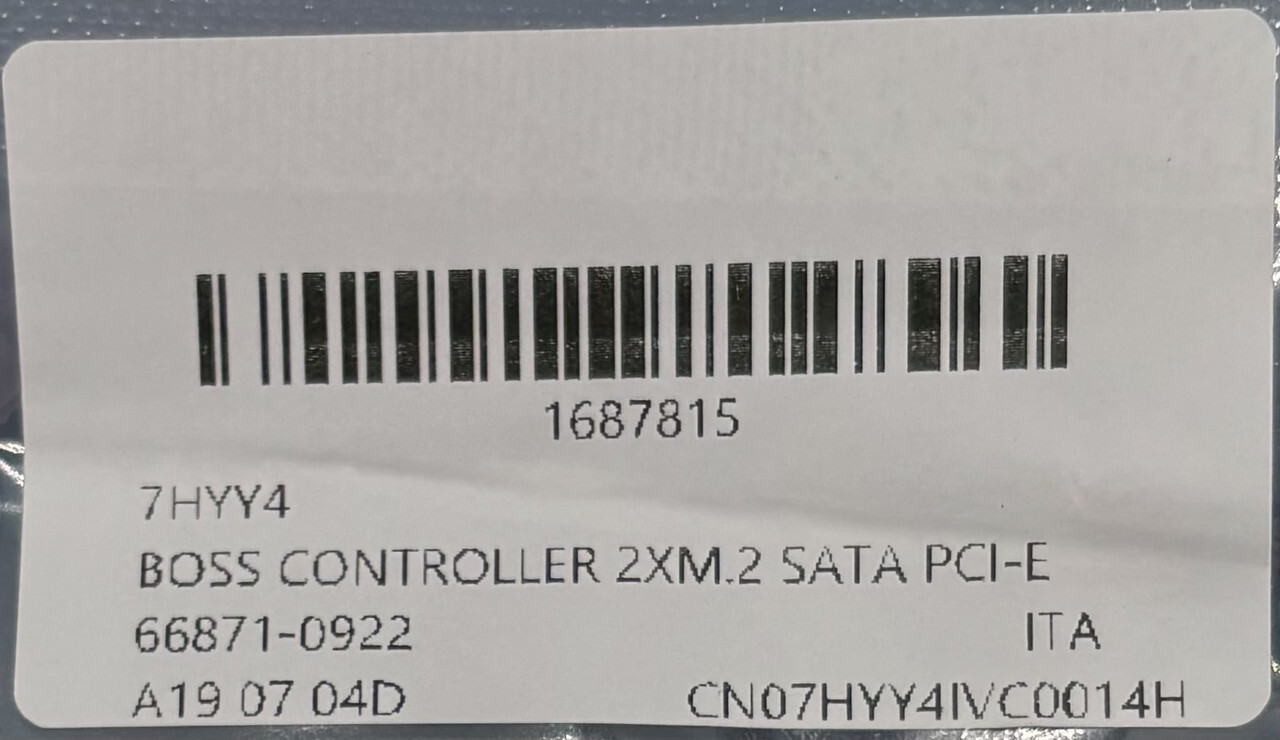 1687815
7HYY4
BOSS CONTROLLER 2XM.2 SATA PCI-E
66871-0922 ITA
A19 07 04D CN07HYY4IVC0014H